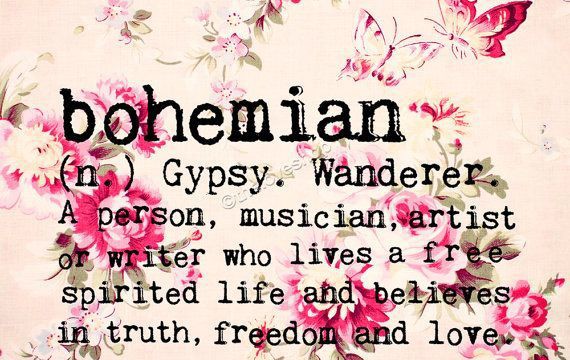 bohemian
(n.) Gypsy. Wanderer.
A person, musician, artist
or writer who lives a free
spirited life and believes
in truth, freedom and love.